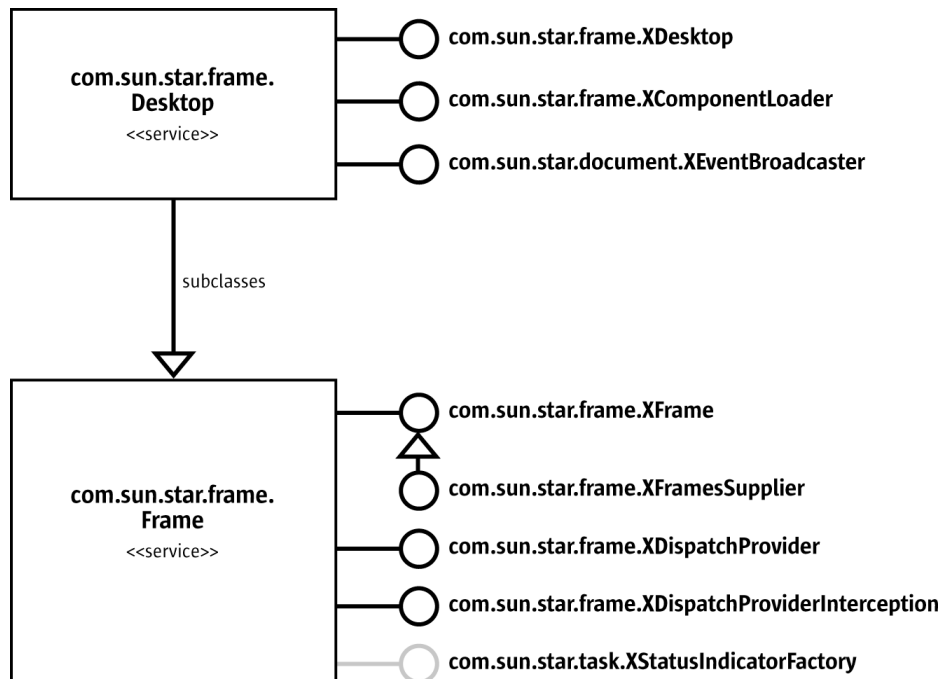 com.sun.star.frame.
Desktop
<<service>>
com.sun.star.frame.XDesktop
com.sun.star.frame.XComponentLoader
com.sun.star.document.XEventBroadcaster
subclasses
com.sun.star.frame.
Frame
<<service>>
com.sun.star.frame.XFrame
com.sun.star.frame.XFramesSupplier
com.sun.star.frame.XDispatchProvider
com.sun.star.frame.XDispatchProviderInterception
com.sun.star.task.XStatusIndicatorFactory